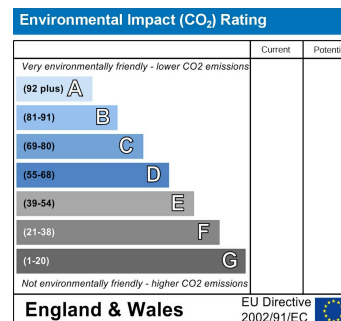 Environmental Impact (CO₂) Rating
Current Potenti
Very environmentally friendly - lower CO2 emissions
(92 plus) A
(81-91) B
(69-80) C
(55-68) D
(39-54) E
(21-38) F
(1-20) G
Not environmentally friendly - higher CO2 emissions
England & Wales
EU Directive
2002/91/EC